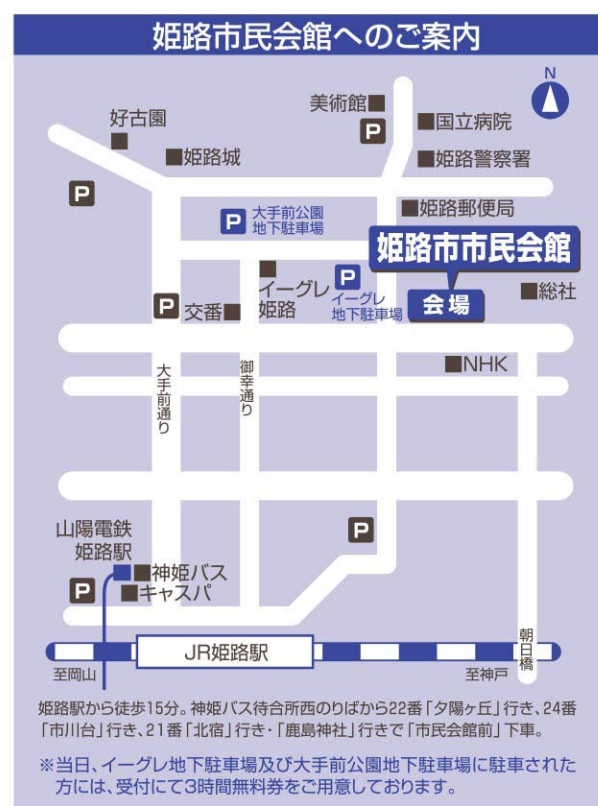 姫路市民会館へのご案内
N
美術館
P
国立病院
好古園
姫路城
姫路警察署
P
姫路郵便局
P
大手前公園
地下駐車場
姫路市市民会館
イーグレ
姫路
P
イーグレ
地下駐車場
会場
総社
P
交番
NHK
大手前通り
御幸通り
P
山陽電鉄
姫路駅
神姫バス
キャスパ
P
JR姫路駅
朝日橋
至岡山
至神戸
姫路駅から徒歩15分。神姫バス待合所西のりばから22番「夕陽ヶ丘」行き、24番
「市川台」行き、21番「北宿」行き・「鹿島神社」行きで「市民会館前」下車。
※当日、イーグレ地下駐車場及び大手前公園地下駐車場に駐車された
方には、受付にて3時間無料券をご用意しております。